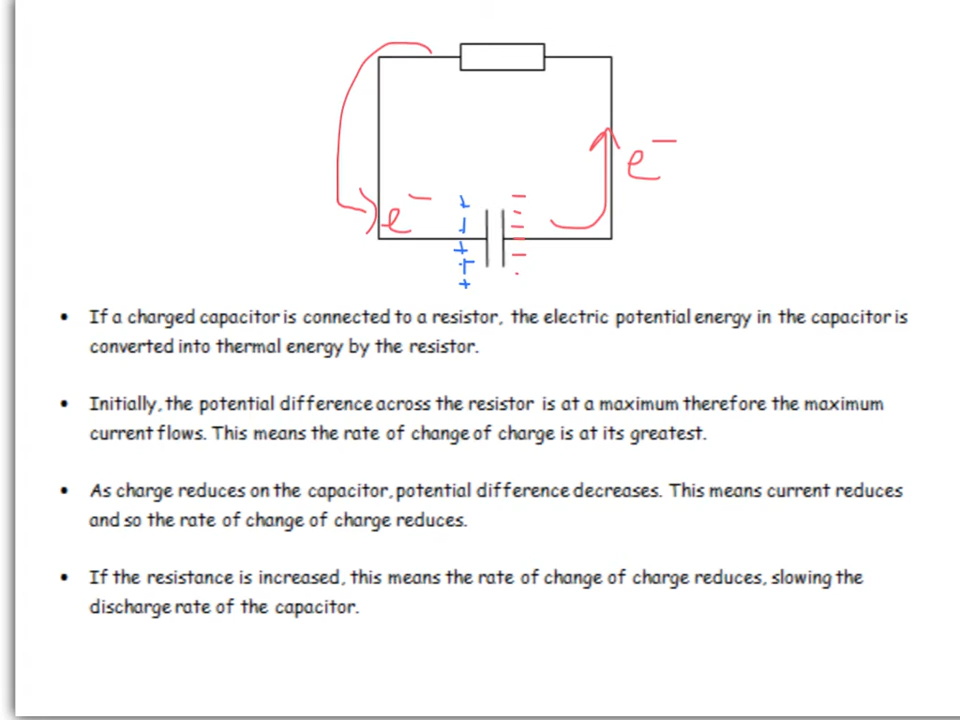 e⁻
e⁻
+ - - -
+ -
+ -
+ -
+
• If a charged capacitor is connected to a resistor, the electric potential energy in the capacitor is
converted into thermal energy by the resistor.
• Initially, the potential difference across the resistor is at a maximum therefore the maximum
current flows. This means the rate of change of charge is at its greatest.
• As charge reduces on the capacitor, potential difference decreases. This means current reduces
and so the rate of change of charge reduces.
• If the resistance is increased, this means the rate of change of charge reduces, slowing the
discharge rate of the capacitor.